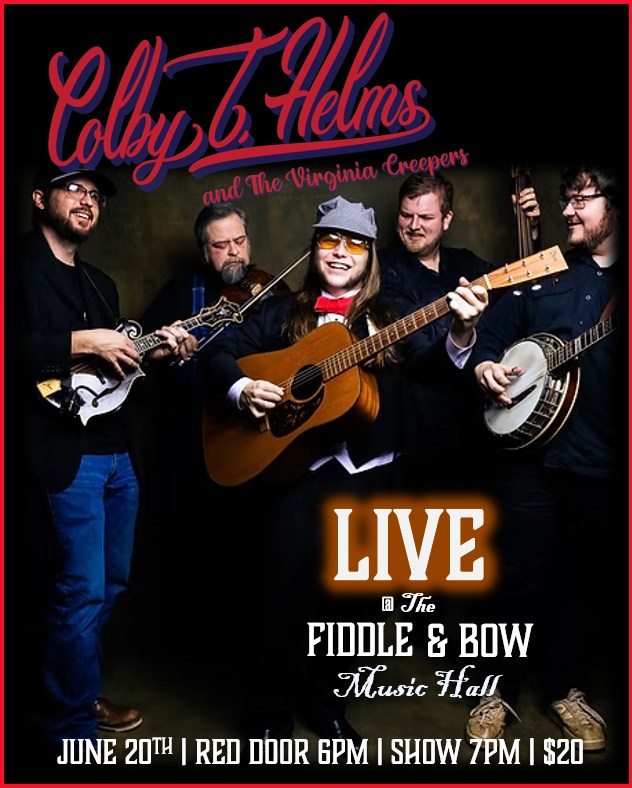 Colby T. Helms
and The Virginia Creepers
LIVE
@ The
FIDDLE & BOW
Music Hall
JUNE 20TH | RED DOOR 6PM | SHOW 7PM | $20